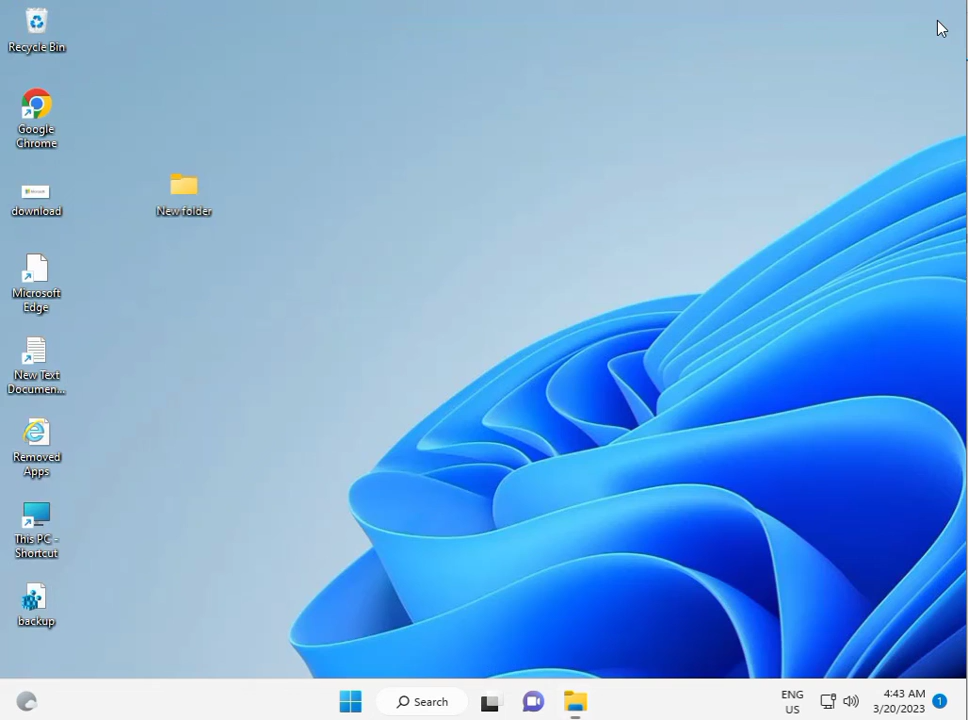 Recycle Bin
Google
Chrome
download
New folder
Microsoft
Edge
New Text
Documen...
Removed
Apps
This PC -
Shortcut
backup
Search
ENG
US
4:43 AM
3/20/2023
1